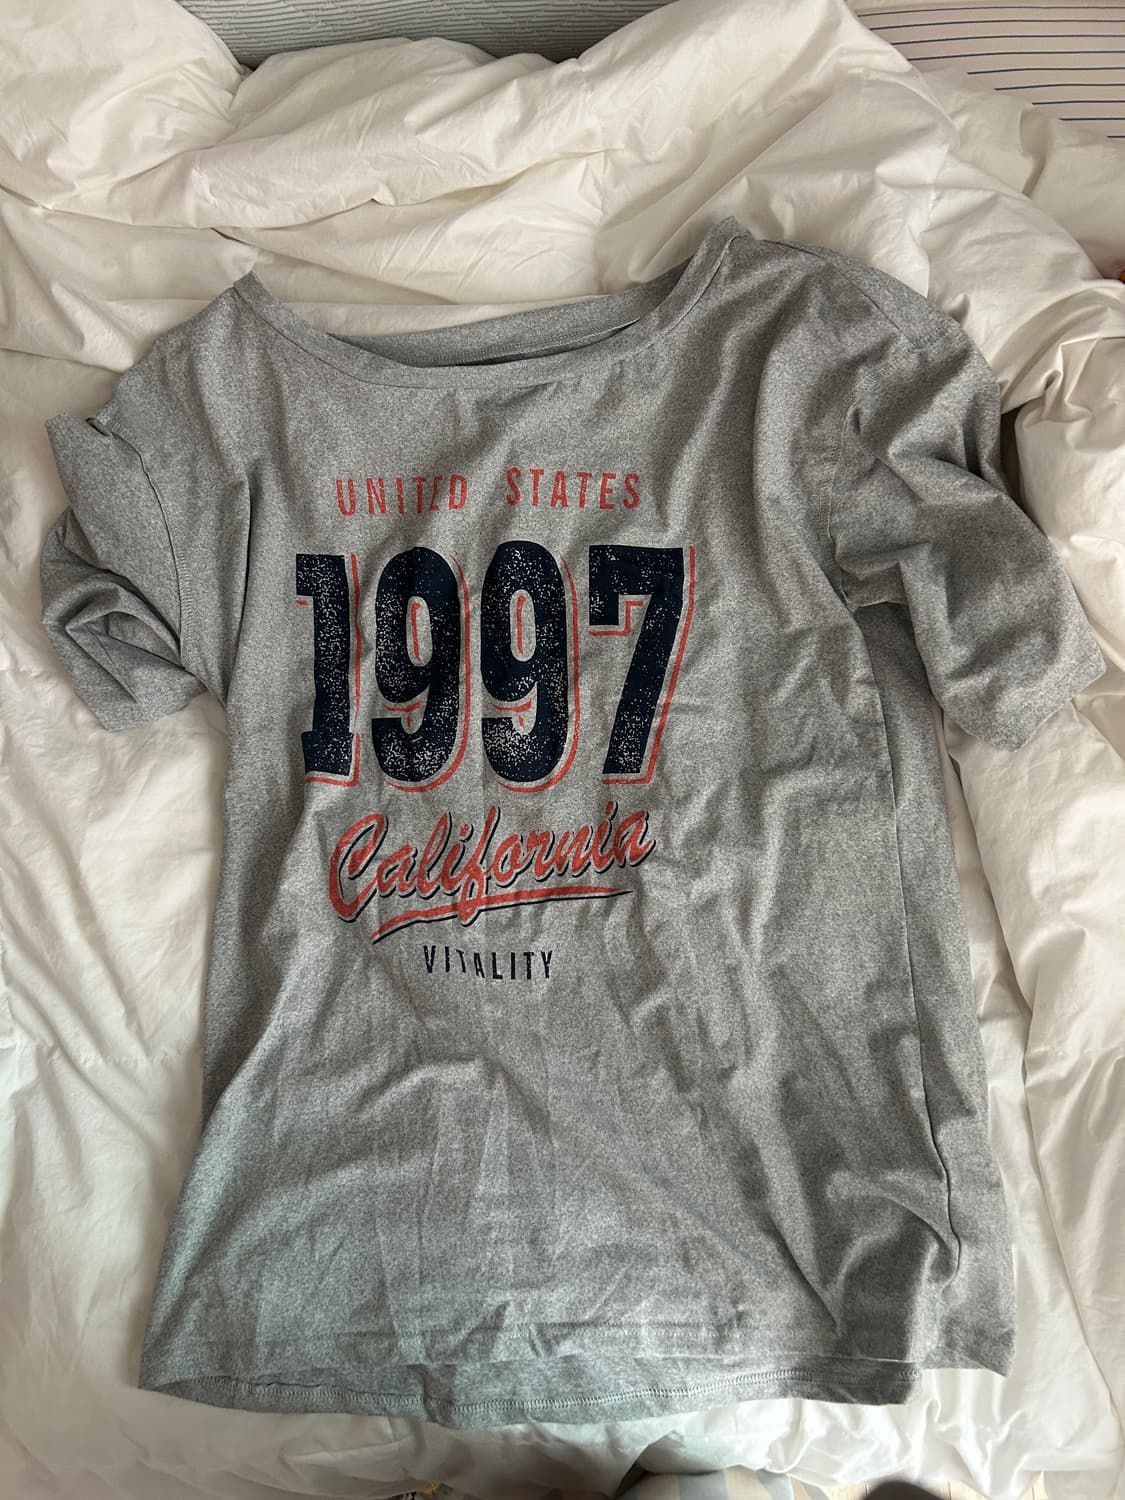 UNITED STATES
1997
California
VITALITY